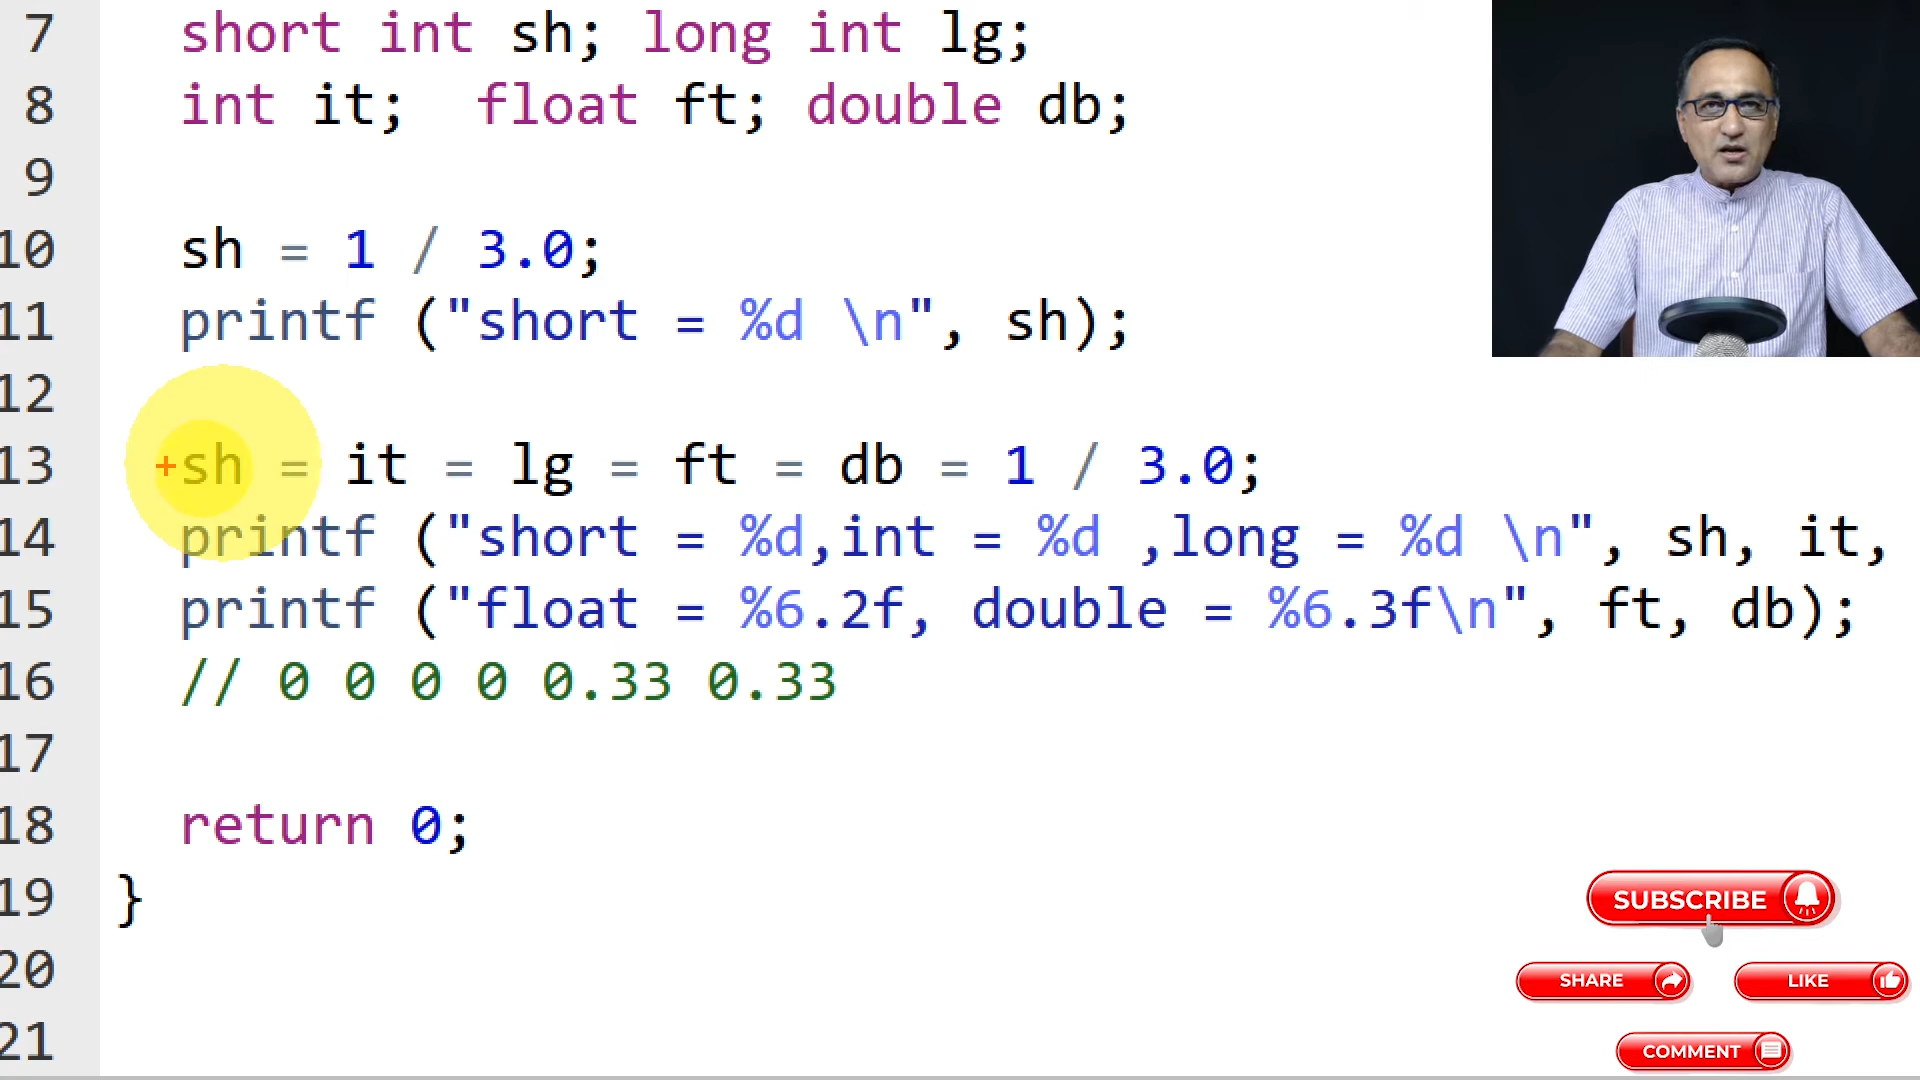 7 short int sh; long int lg;
8 int it; float ft; double db;
9
10 sh = 1 / 3.0;
11 printf ("short = %d \n", sh);
12
13 sh = it = lg = ft = db = 1 / 3.0;
14 printf ("short = %d,int = %d ,long = %d \n", sh, it,
15 printf ("float = %6.2f, double = %6.3f\n", ft, db);
16 // 0 0 0 0 0.33 0.33
17
18 return 0;
19 }
20
21
SUBSCRIBE
SHARE LIKE
COMMENT